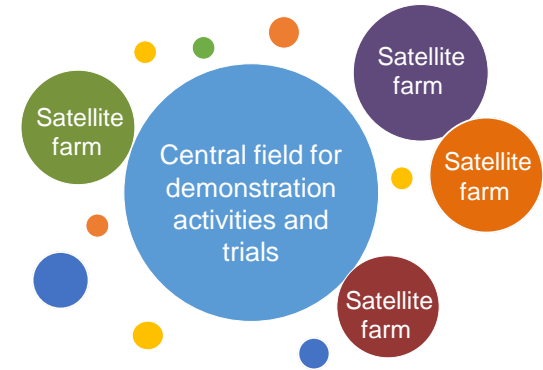 Satellite
farm
Central field for
demonstration
activities and
trials
Satellite
farm
Satellite
farm
Satellite
farm